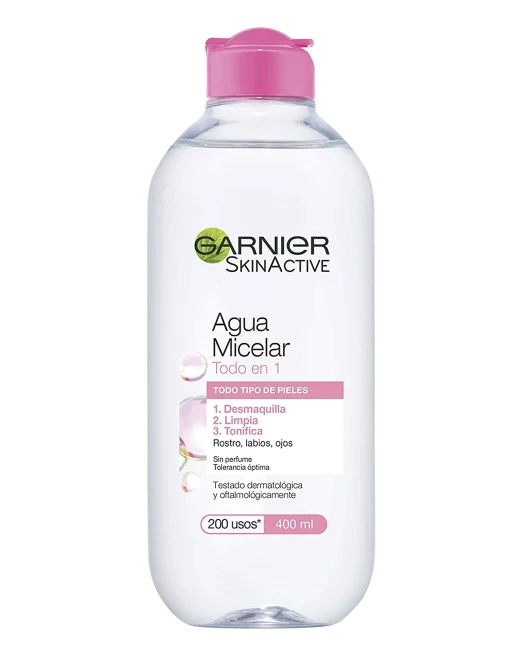 GARNIER
SKINACTIVE
Agua
Micelar
Todo en 1
TODO TIPO DE PIELES
1. Desmaquilla
2. Limpia
3. Tonifica
Rostro, labios, ojos
Sin perfume
Tolerancia óptima
Testado dermatológica
y oftalmológicamente
200 usos* 400 ml